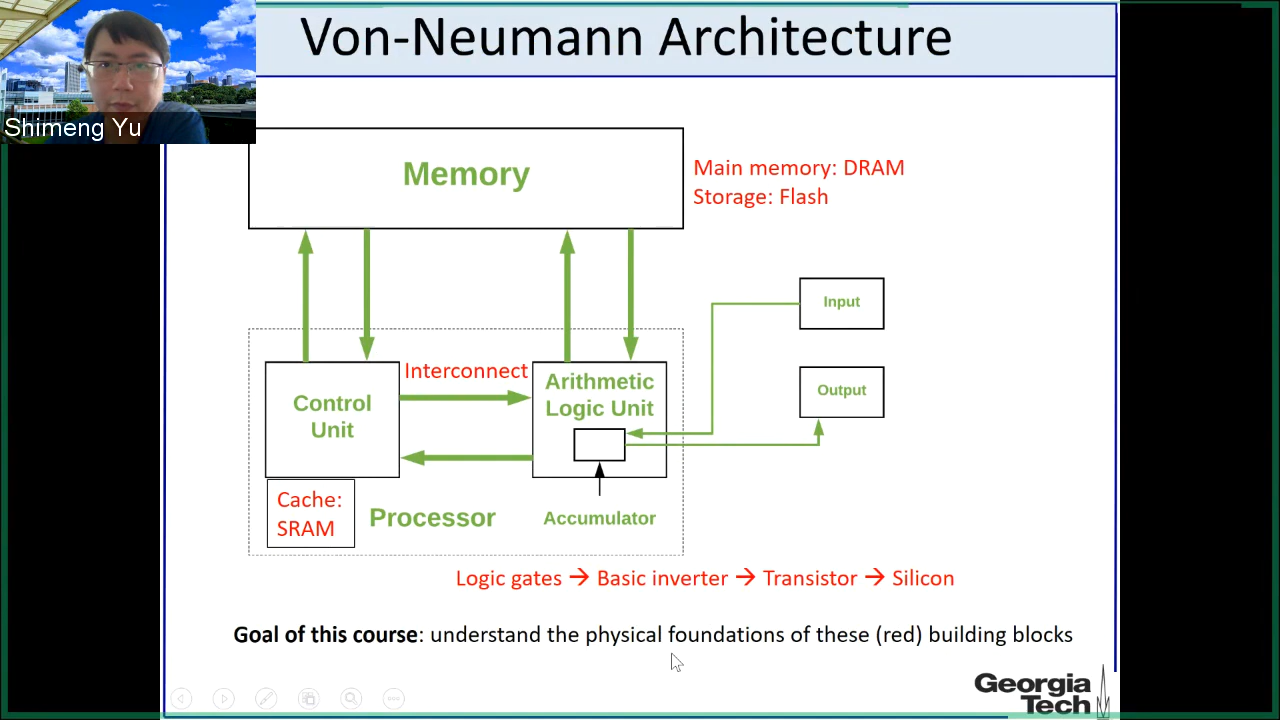 Von-Neumann Architecture
Shimeng Yu
Memory
Main memory: DRAM
Storage: Flash
Input
Interconnect
Arithmetic
Logic Unit
Output
Control
Unit
Cache:
SRAM
Processor
Accumulator
Logic gates → Basic inverter → Transistor → Silicon
Goal of this course: understand the physical foundations of these (red) building blocks
Georgia
Tech